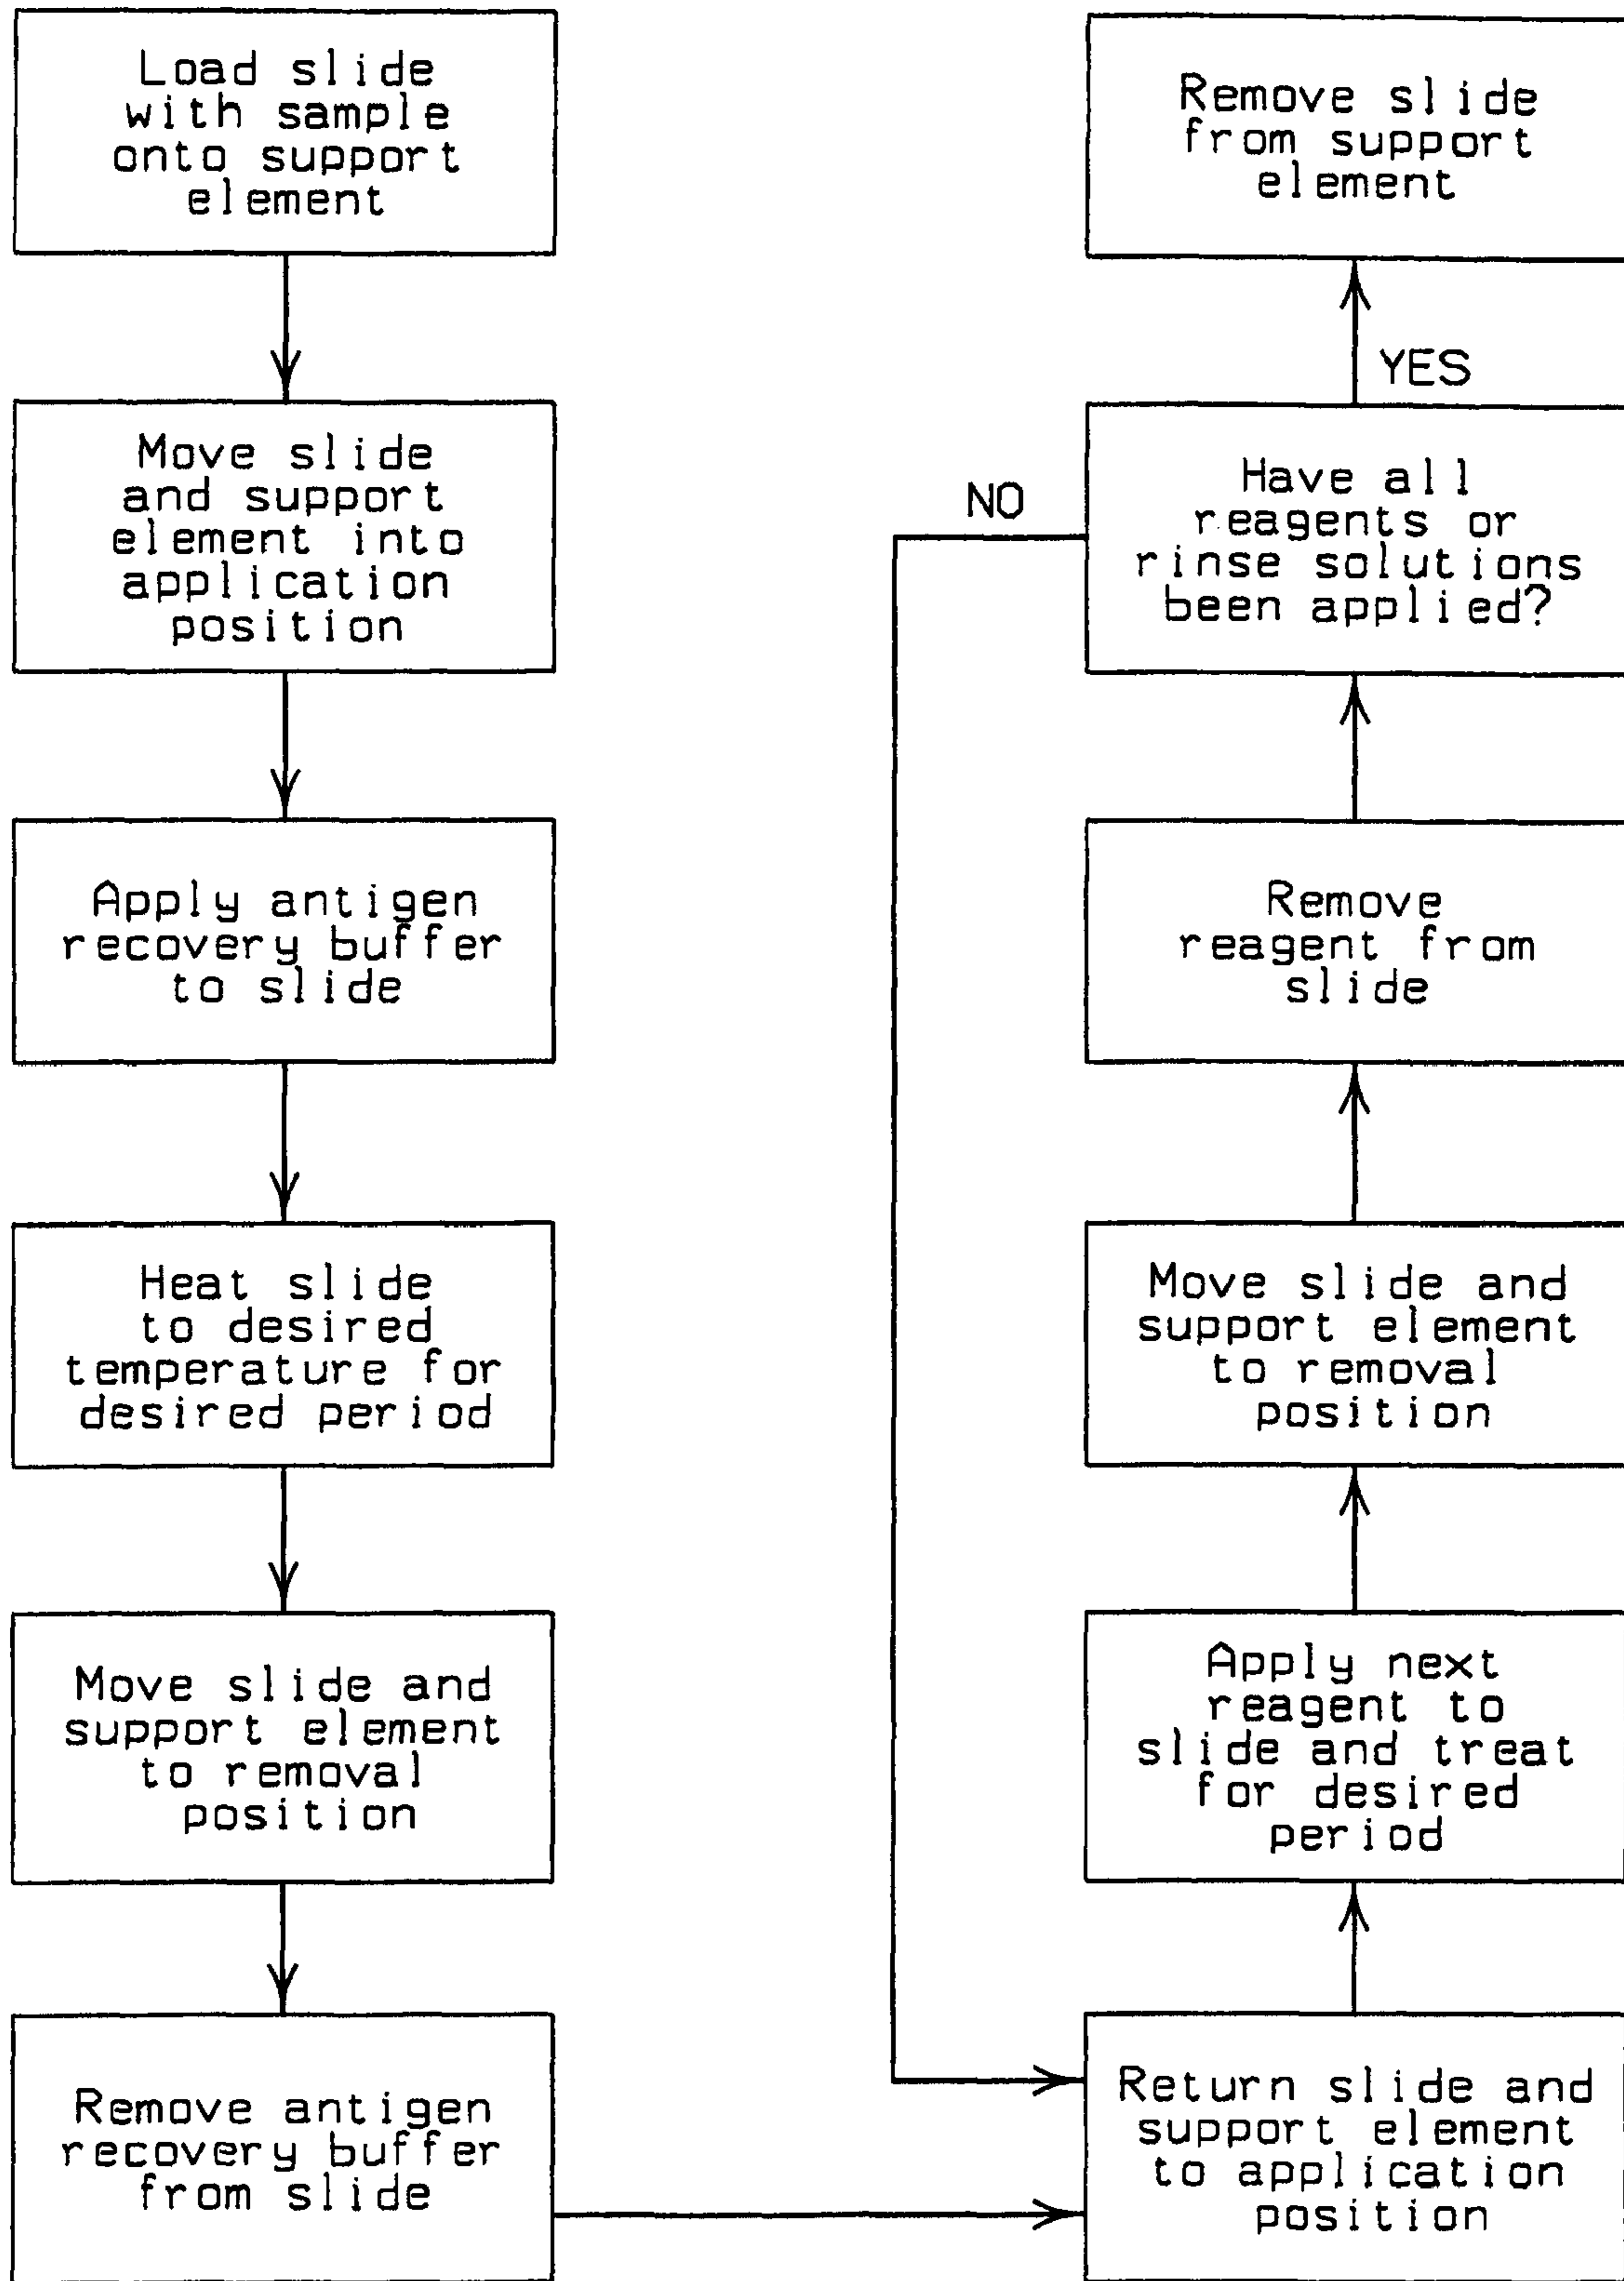 Load slide
with sample
onto support
element
Move slide
and support
element into
application
position
Apply antigen
recovery buffer
to slide
Heat slide
to desired
temperature for
desired period
Move slide and
support element
to removal
position
Remove antigen
recovery buffer
from slide
Remove slide
from support
element
YES
NO
Have all
reagents or
rinse solutions
been applied?
Remove
reagent from
slide
Move slide and
support element
to removal
position
Apply next
reagent to
slide and treat
for desired
period
Return slide and
support element
to application
position